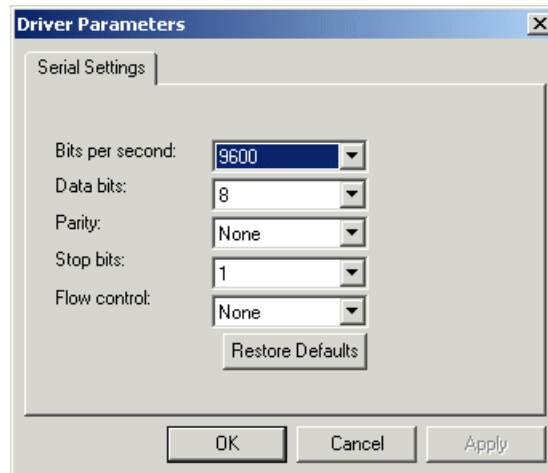 Driver Parameters
Serial Settings
Bits per second: 9600
Data bits: 8
Parity: None
Stop bits: 1
Flow control: None
Restore Defaults
OK Cancel Apply